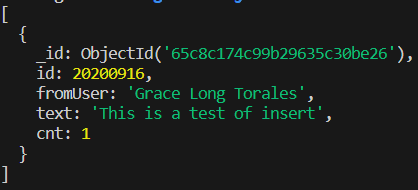 [
  {
    _id: ObjectId('65c8c174c99b29635c30be26'),
    id: 20200916,
    fromUser: 'Grace Long Torales',
    text: 'This is a test of insert',
    cnt: 1
  }
]